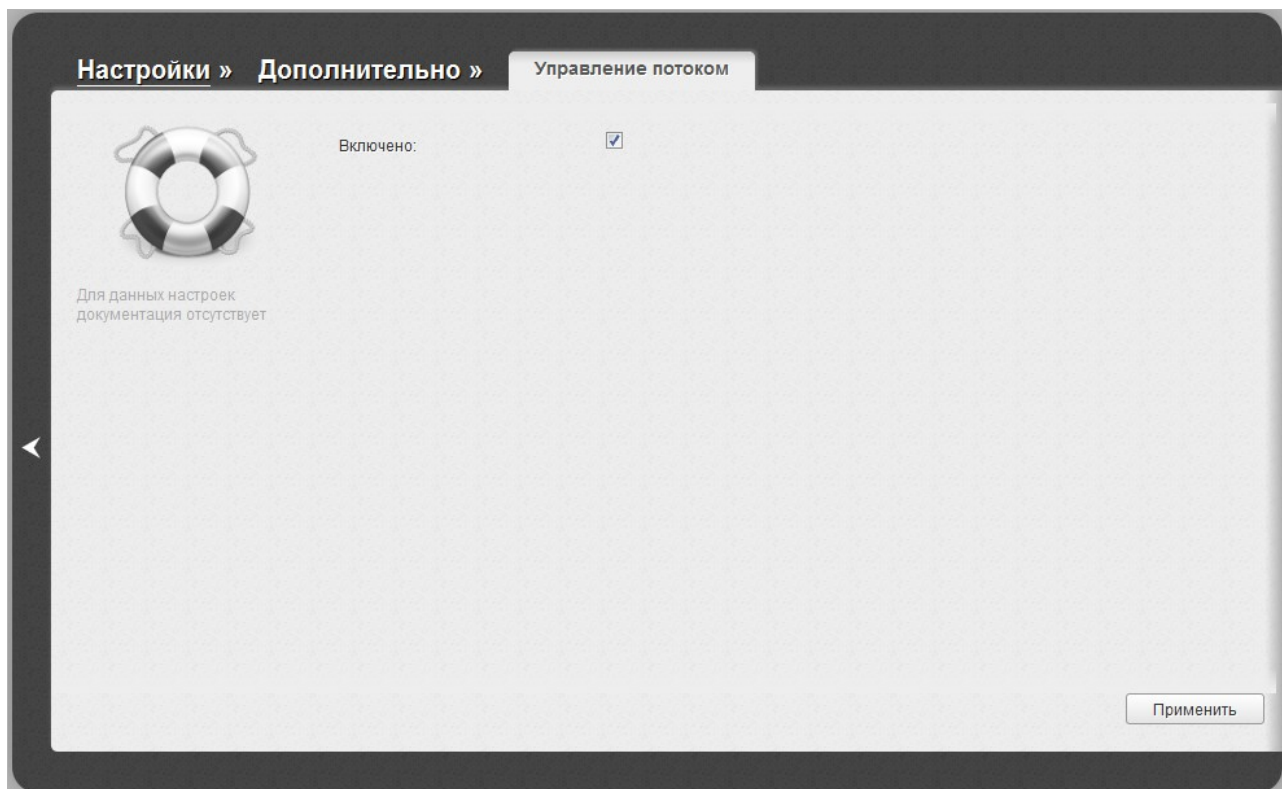 Настройки » Дополнительно » Управление потоком
Включено:
Для данных настроек
документация отсутствует
Применить